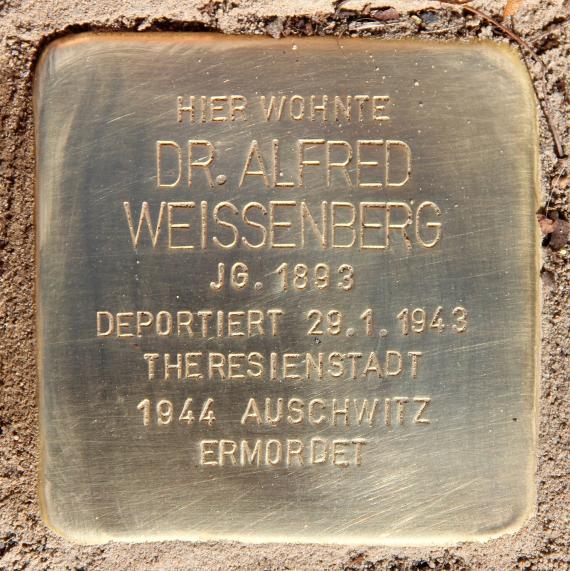 HIER WOHNTE
DR. ALFRED
WEISSENBERG
JG. 1893
DEPORTIERT 29.1.1943
THERESIENSTADT
1944 AUSCHWITZ
ERMORDET